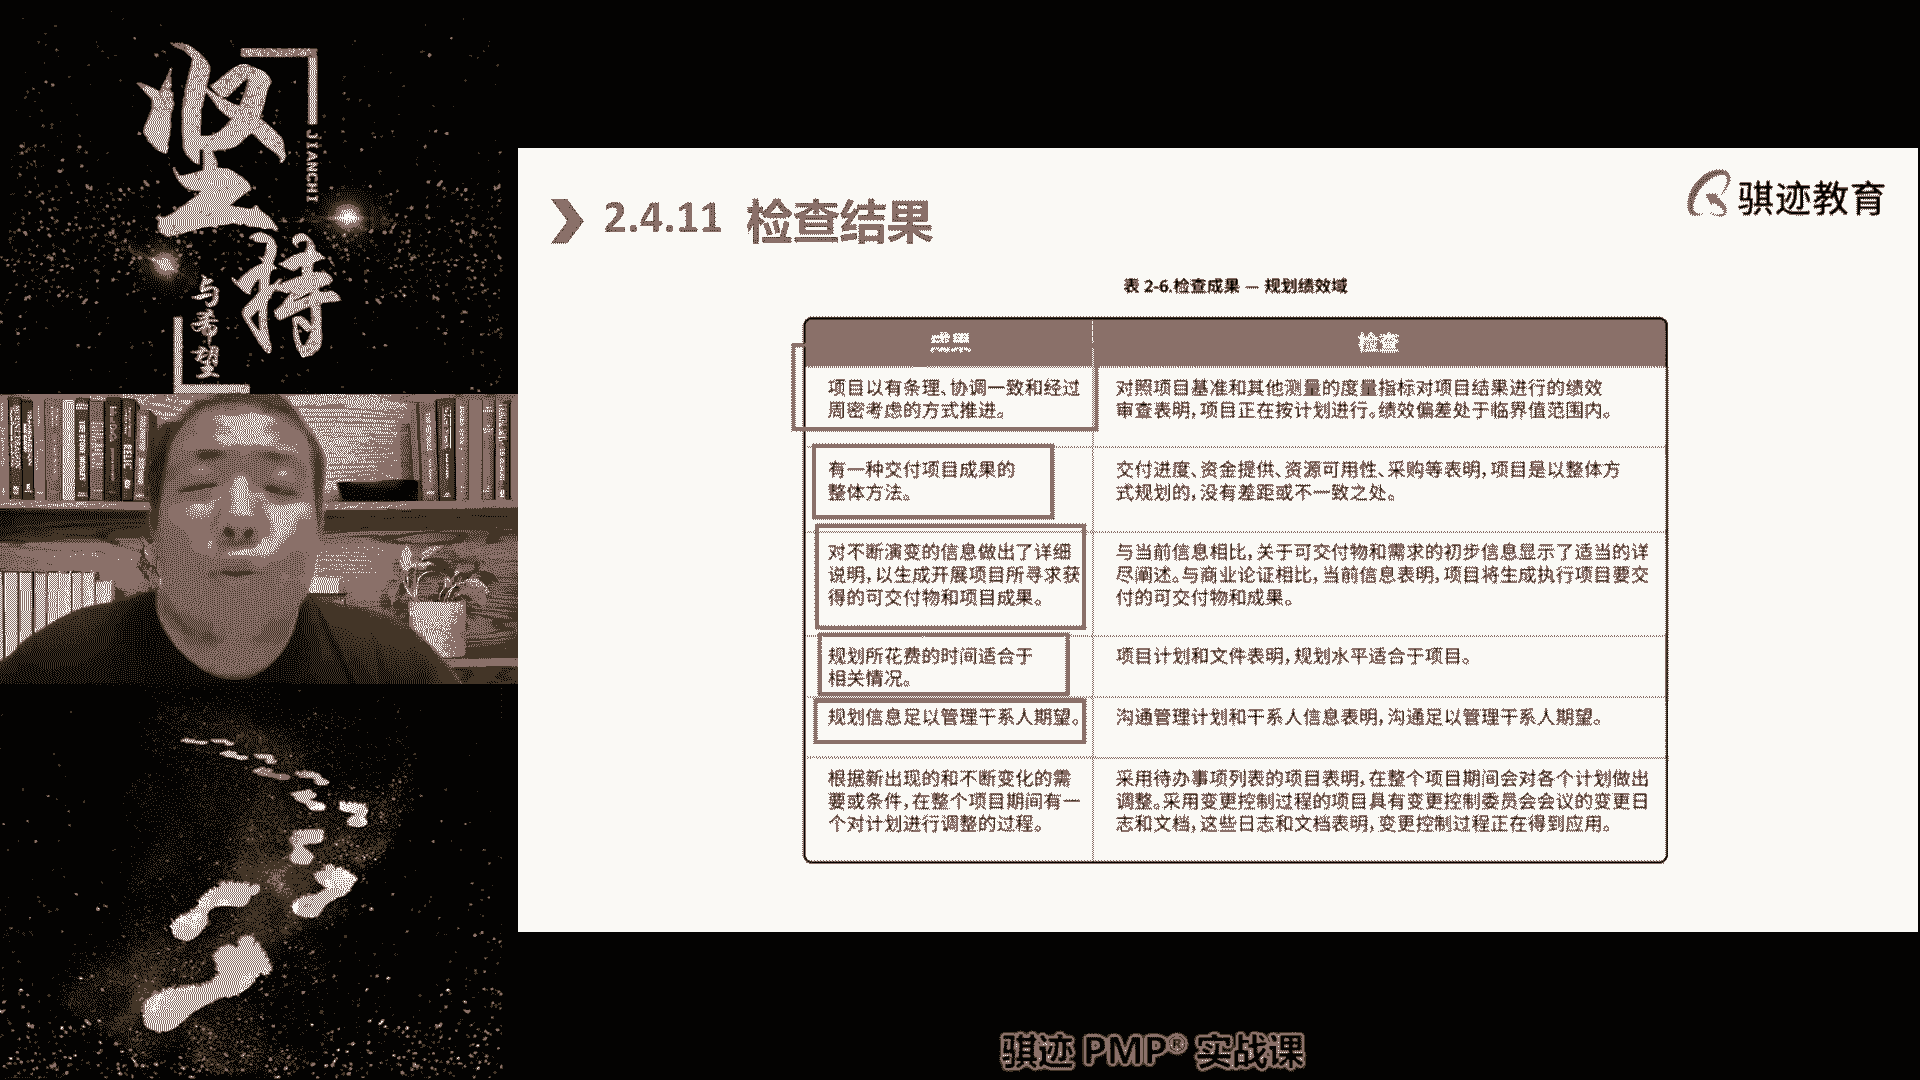 坚持
JIANCHI
与希望
2.4.11 检查结果
骐迹教育
表 2-6.检查成果 — 规划绩效域
成果
检查
项目以有条理、协调一致和经过
周密考虑的方式推进。
对照项目基准和其他测量的度量指标对项目结果进行的绩效
审查表明，项目正在按计划进行。绩效偏差处于临界值范围内。
有一种交付项目成果的
整体方法。
交付进度、资金提供、资源可用性、采购等表明，项目是以整体方
式规划的，没有差距或不一致之处。
对不断演变的信息做出了详细
说明，以生成开展项目所寻求获
得的可交付物和项目成果。
与当前信息相比，关于可交付物和需求的初步信息显示了适当的详
尽阐述。与商业论证相比，当前信息表明，项目将生成执行项目要交
付的可交付物和成果。
规划所花费的时间适合于
相关情况。
项目计划和文件表明，规划水平适合于项目。
规划信息足以管理干系人期望。
沟通管理计划和干系人信息表明，沟通足以管理干系人期望。
根据新出现的和不断变化的需
要或条件，在整个项目期间有一
个对计划进行调整的过程。
采用待办事项列表的项目表明，在整个项目期间会对各个计划做出
调整。采用变更控制过程的项目具有变更控制委员会会议的变更日
志和文档，这些日志和文档表明，变更控制过程正在得到应用。
骐迹 PMP® 实战课